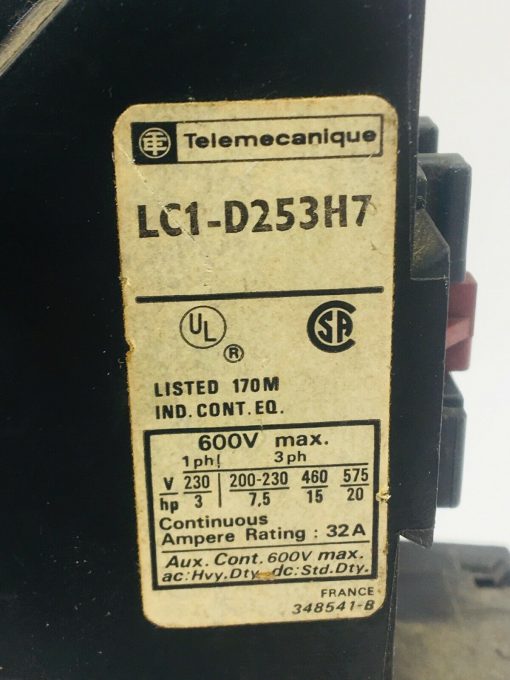 Telemecanique
LC1-D253H7
UL ®
SA
LISTED 170M
IND. CONT. EQ.
600V max.
1ph 3ph
V 230 200-230 460 575
hp 3 7,5 15 20
Continuous
Ampere Rating : 32A
Aux. Cont. 600V max.
ac:Hvy.Dty. dc:Std.Dty.
FRANCE
348541-B